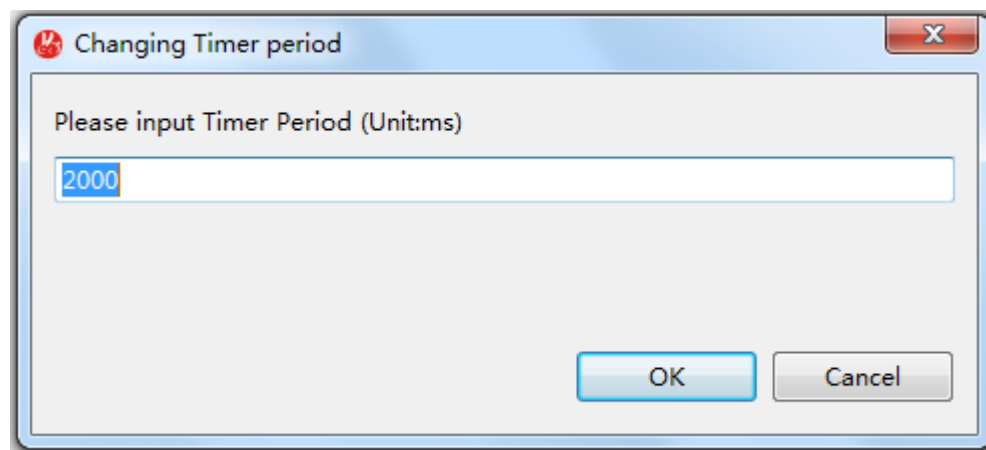 Changing Timer period
Please input Timer Period (Unit:ms)
2000
OK
Cancel